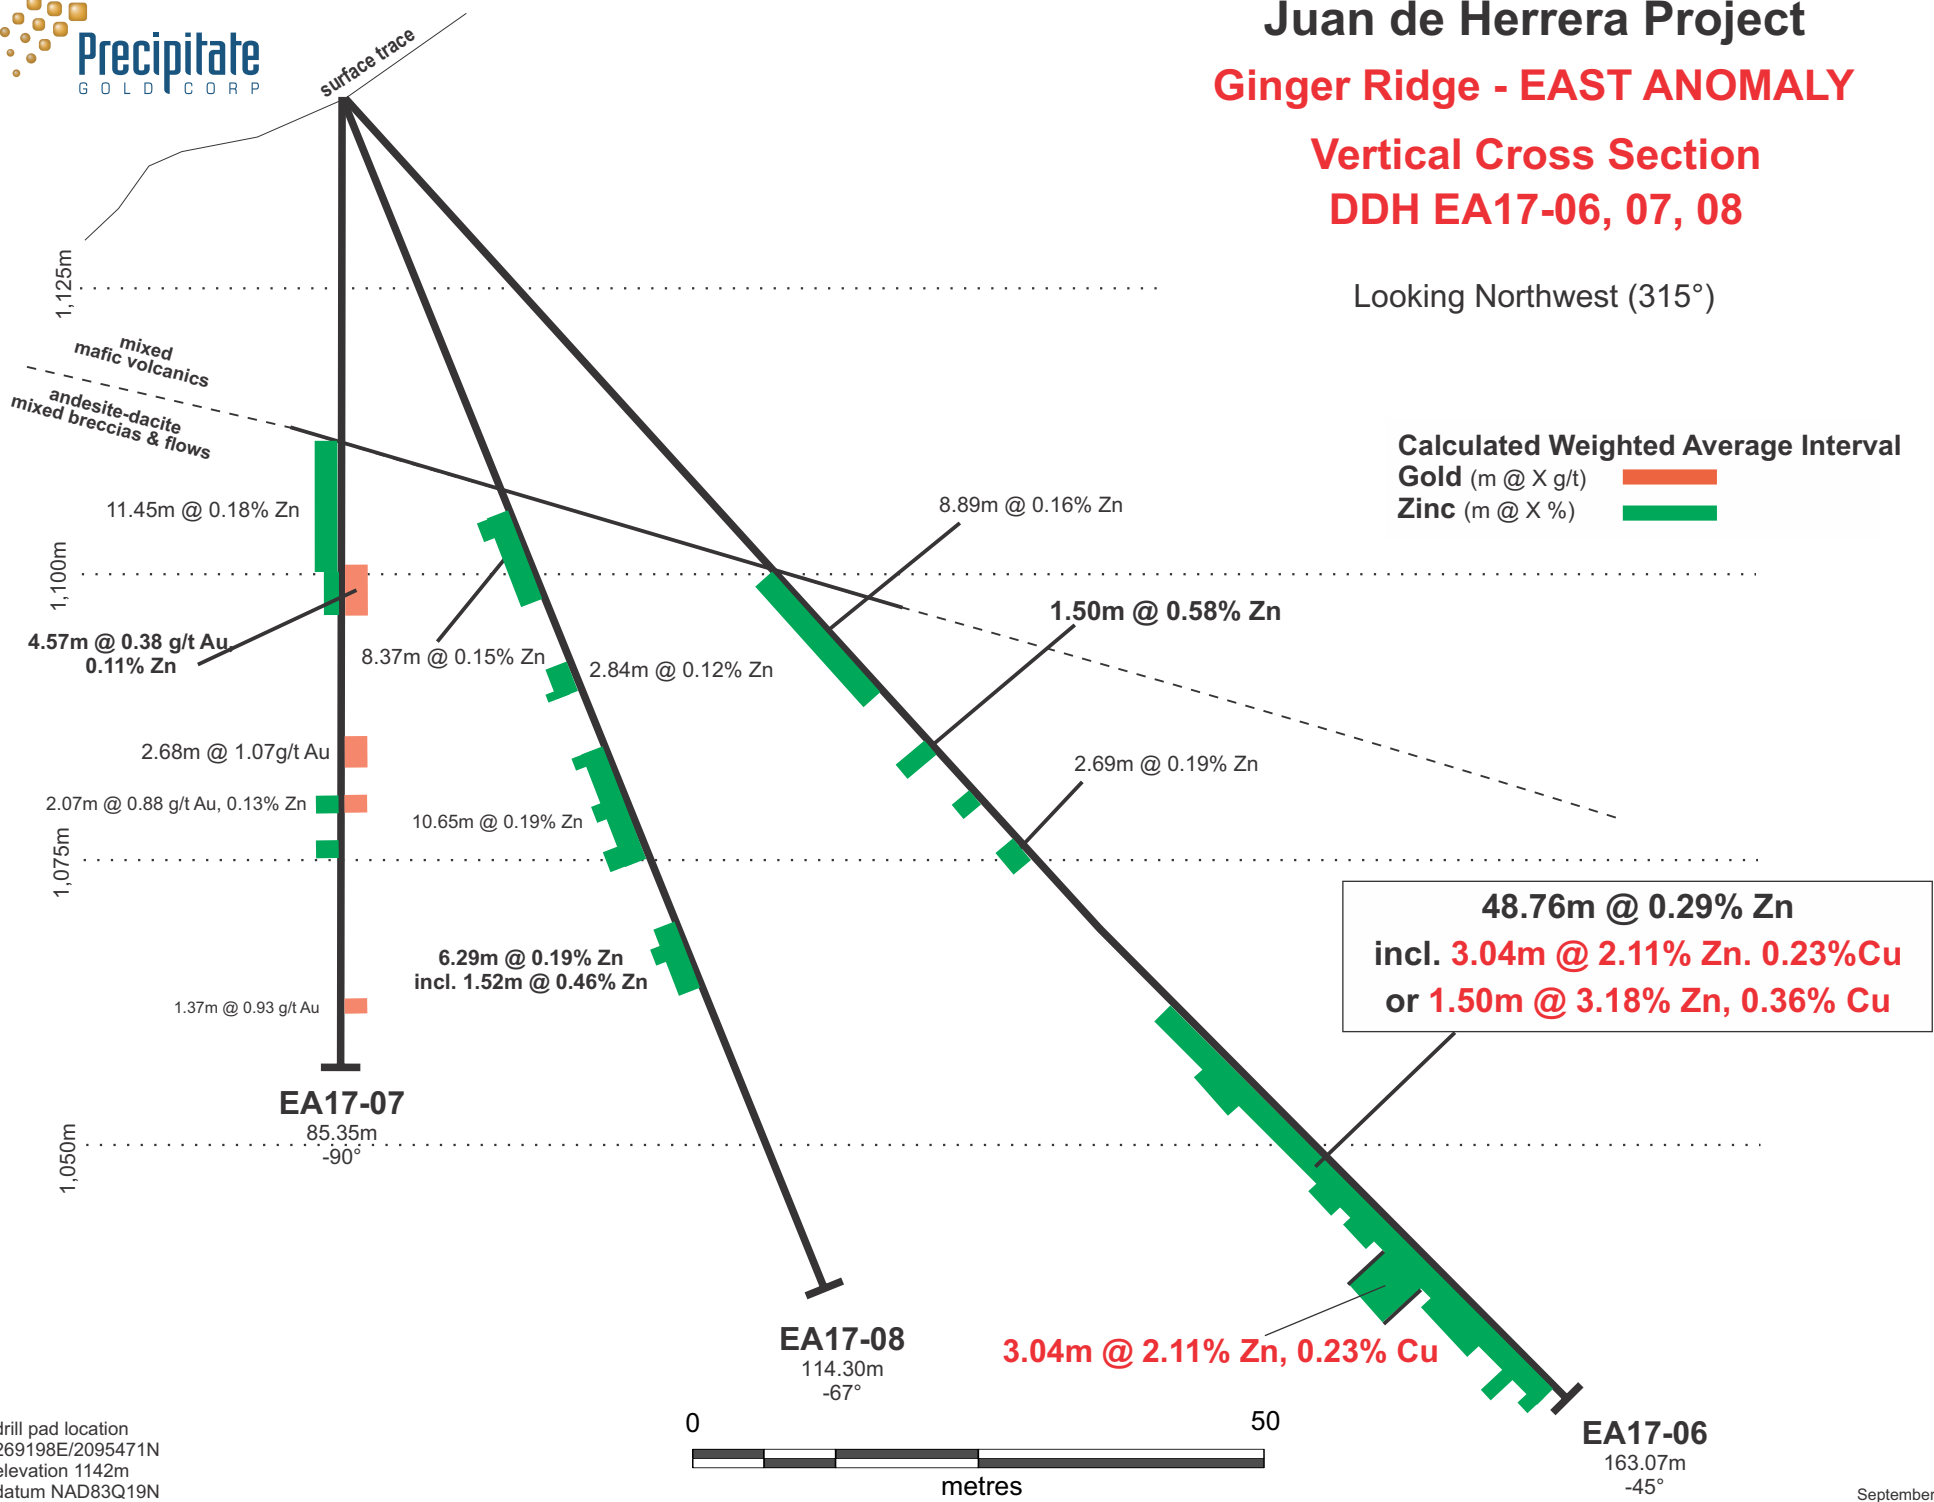 Precipitate
GOLD CORP
surface trace
Juan de Herrera Project
Ginger Ridge - EAST ANOMALY
Vertical Cross Section
DDH EA17-06, 07, 08
Looking Northwest (315°)
1,125m
mixed
mafic volcanics
andesite-dacite
mixed breccias & flows
Calculated Weighted Average Interval
Gold (m @ X g/t)
Zinc (m @ X %)
11.45m @ 0.18% Zn
8.89m @ 0.16% Zn
1,100m
1.50m @ 0.58% Zn
4.57m @ 0.38 g/t Au,
0.11% Zn
8.37m @ 0.15% Zn
2.84m @ 0.12% Zn
2.68m @ 1.07g/t Au
2.69m @ 0.19% Zn
2.07m @ 0.88 g/t Au, 0.13% Zn
10.65m @ 0.19% Zn
1,075m
48.76m @ 0.29% Zn
incl. 3.04m @ 2.11% Zn. 0.23%Cu
or 1.50m @ 3.18% Zn, 0.36% Cu
6.29m @ 0.19% Zn
incl. 1.52m @ 0.46% Zn
1.37m @ 0.93 g/t Au
EA17-07
85.35m
-90°
1,050m
EA17-08
114.30m
-67°
3.04m @ 2.11% Zn, 0.23% Cu
EA17-06
163.07m
-45°
0 50
metres
drill pad location
269198E/2095471N
elevation 1142m
datum NAD83Q19N
September